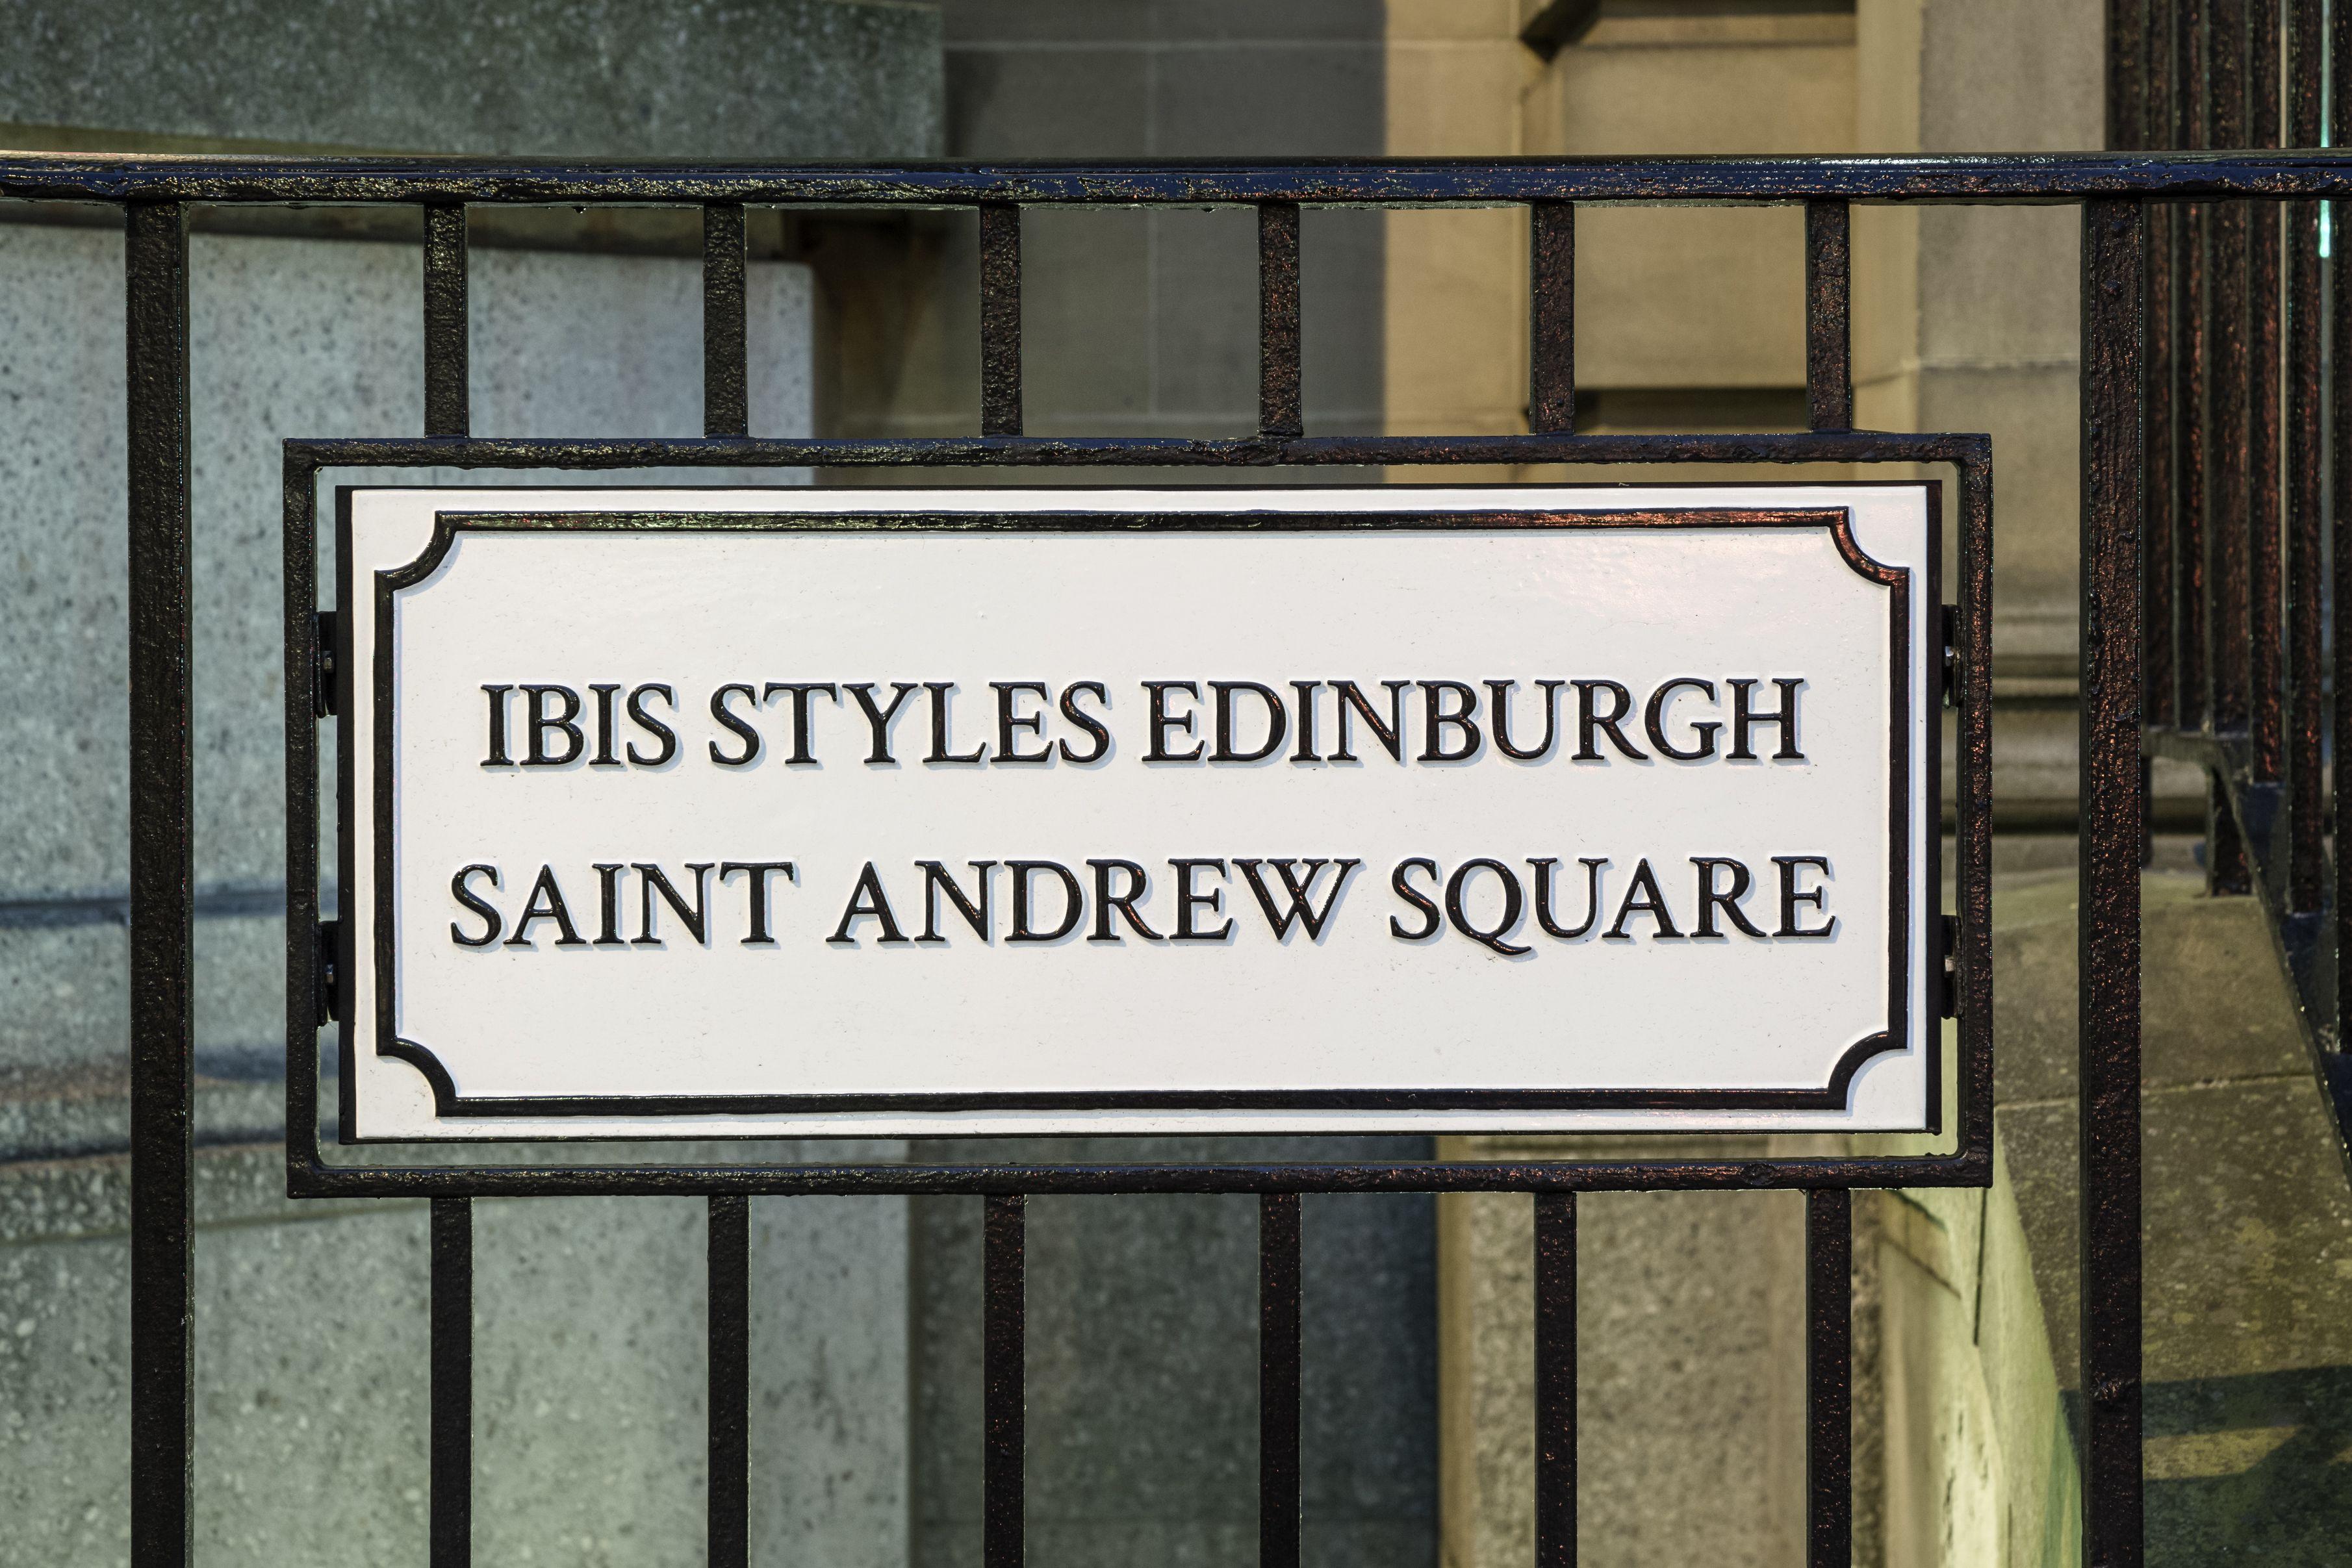 IBIS STYLES EDINBURGH
SAINT ANDREW SQUARE